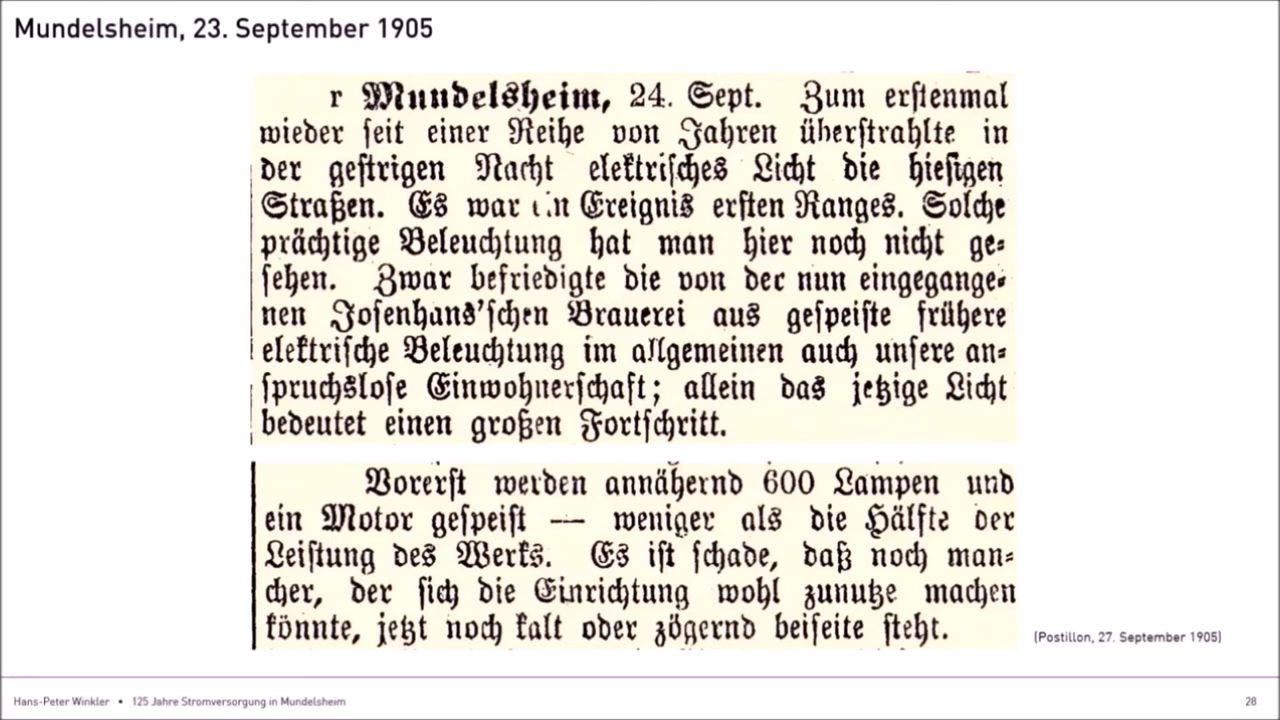 Mundelsheim, 23. September 1905
r Mundelsheim, 24. Sept. Zum erstenmal
wieder seit einer Reihe von Jahren überstrahlte in
der gestrigen Nacht elektrisches Licht die hiesigen
Straßen. Es war ein Ereignis ersten Ranges. Solche
prächtige Beleuchtung hat man hier noch nicht ge-
sehen. Zwar befriedigte die von der nun eingegange-
nen Josenhans'schen Brauerei aus gespeiste frühere
elektrische Beleuchtung im allgemeinen auch unsere an-
spruchslose Einwohnerschaft; allein das jetzige Licht
bedeutet einen großen Fortschritt.
Vorerst werden annähernd 600 Lampen und
ein Motor gespeist — weniger als die Hälfte der
Leistung des Werks. Es ist schade, daß noch man-
cher, der sich die Einrichtung wohl zunutze machen
könnte, jetzt noch kalt oder zögernd beiseite steht.
(Postillon, 27. September 1905)
Hans-Peter Winkler • 125 Jahre Stromversorgung in Mundelsheim
28